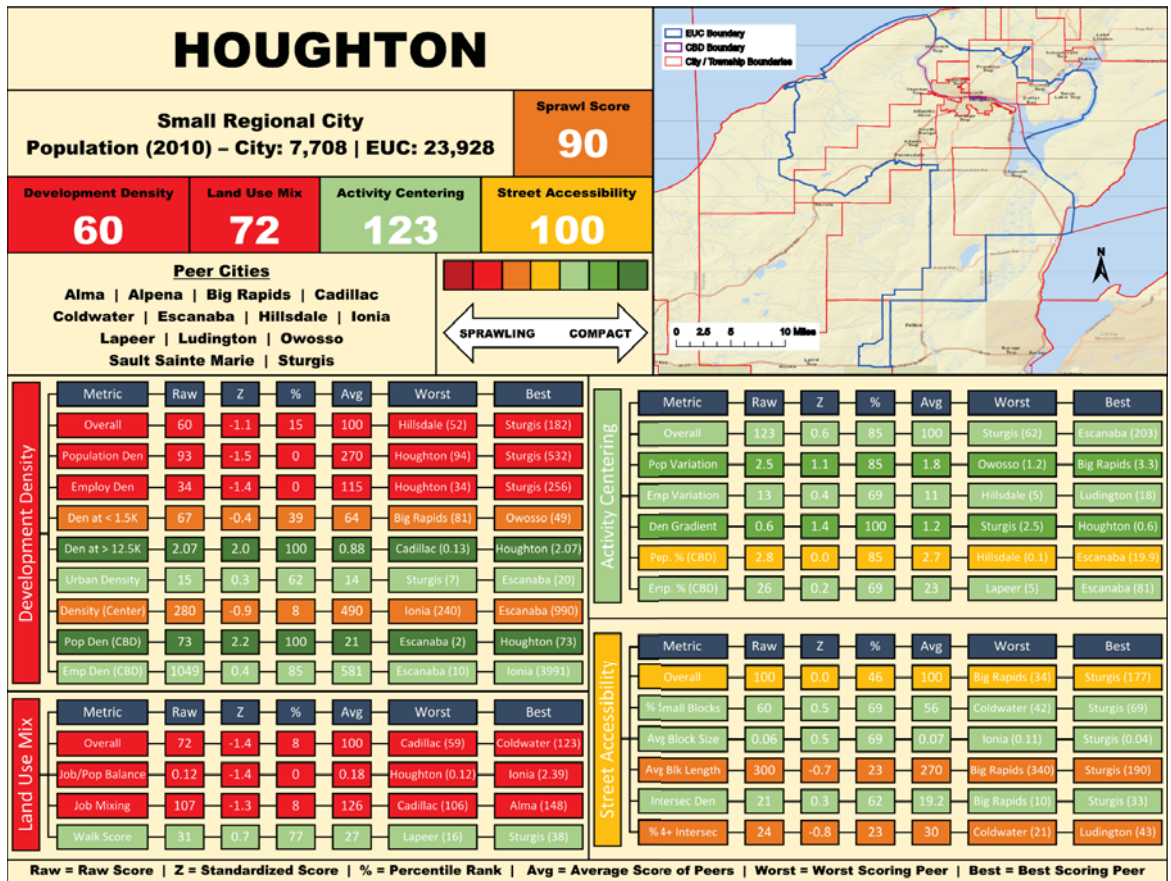 HOUGHTON
Small Regional City
Population (2010) – City: 7,708 | EUC: 23,928
Sprawl Score
90
Development Density
60
Land Use Mix
72
Activity Centering
123
Street Accessibility
100
Peer Cities
Alma | Alpena | Big Rapids | Cadillac
Coldwater | Escanaba | Hillsdale | Ionia
Lapeer | Ludington | Owosso
Sault Sainte Marie | Sturgis
SPRAWLING COMPACT
EUC Boundary
CBD Boundary
City / Township Boundaries
N
0 2.5 5 10 Miles
Development Density
Metric Raw Z % Avg Worst Best
Overall 60 -1.1 15 100 Hillsdale (52) Sturgis (182)
Population Den 93 -1.5 0 270 Houghton (94) Sturgis (532)
Employ Den 34 -1.4 0 115 Houghton (34) Sturgis (256)
Den at < 1.5K 67 -0.4 39 64 Big Rapids (81) Owosso (49)
Den at > 12.5K 2.07 2.0 100 0.88 Cadillac (0.13) Houghton (2.07)
Urban Density 15 0.3 62 14 Sturgis (7) Escanaba (20)
Density (Center) 280 -0.9 8 490 Ionia (240) Escanaba (990)
Pop Den (CBD) 73 2.2 100 21 Escanaba (2) Houghton (73)
Emp Den (CBD) 1049 0.4 85 581 Escanaba (10) Ionia (3991)
Land Use Mix
Metric Raw Z % Avg Worst Best
Overall 72 -1.4 8 100 Cadillac (59) Coldwater (123)
Job/Pop Balance 0.12 -1.4 0 0.18 Houghton (0.12) Ionia (2.39)
Job Mixing 107 -1.3 8 126 Cadillac (106) Alma (148)
Walk Score 31 0.7 77 27 Lapeer (16) Sturgis (38)
Activity Centering
Metric Raw Z % Avg Worst Best
Overall 123 0.6 85 100 Sturgis (62) Escanaba (203)
Pop Variation 2.5 1.1 85 1.8 Owosso (1.2) Big Rapids (3.3)
Emp Variation 13 0.4 69 11 Hillsdale (5) Ludington (18)
Den Gradient 0.6 1.4 100 1.2 Sturgis (2.5) Houghton (0.6)
Pep. % (CBD) 2.8 0.0 85 2.7 Hillsdale (0.1) Escanaba (19.9)
Emp. % (CBD) 26 0.2 69 23 Lapeer (5) Escanaba (81)
Street Accessibility
Metric Raw Z % Avg Worst Best
Overall 100 0.0 46 100 Big Rapids (34) Sturgis (177)
% Small Blocks 60 0.5 69 56 Coldwater (42) Sturgis (69)
Avg Block Size 0.06 0.5 69 0.07 Ionia (0.11) Sturgis (0.04)
Avg Blk Length 300 -0.7 23 270 Big Rapids (340) Sturgis (190)
Intersec Den 21 0.3 62 19.2 Big Rapids (10) Sturgis (33)
% 4+ Intersec 24 -0.8 23 30 Coldwater (21) Ludington (43)
Raw = Raw Score | Z = Standardized Score | % = Percentile Rank | Avg = Average Score of Peers | Worst = Worst Scoring Peer | Best = Best Scoring Peer